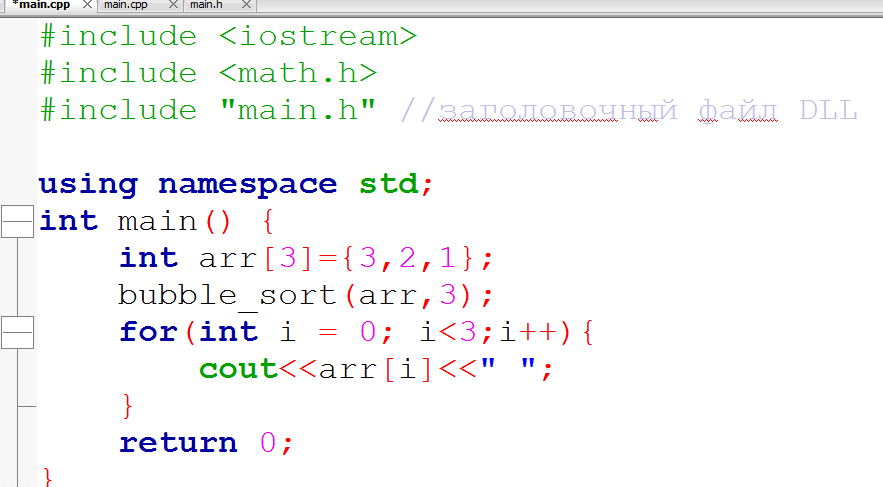 *main.cpp main.cpp main.h
#include <iostream>
#include <math.h>
#include "main.h" //заголовочный файл DLL
using namespace std;
int main() {
int arr[3]={3,2,1};
bubble_sort(arr,3);
for(int i = 0; i<3;i++){
cout<<arr[i]<<" ";
}
return 0;
}